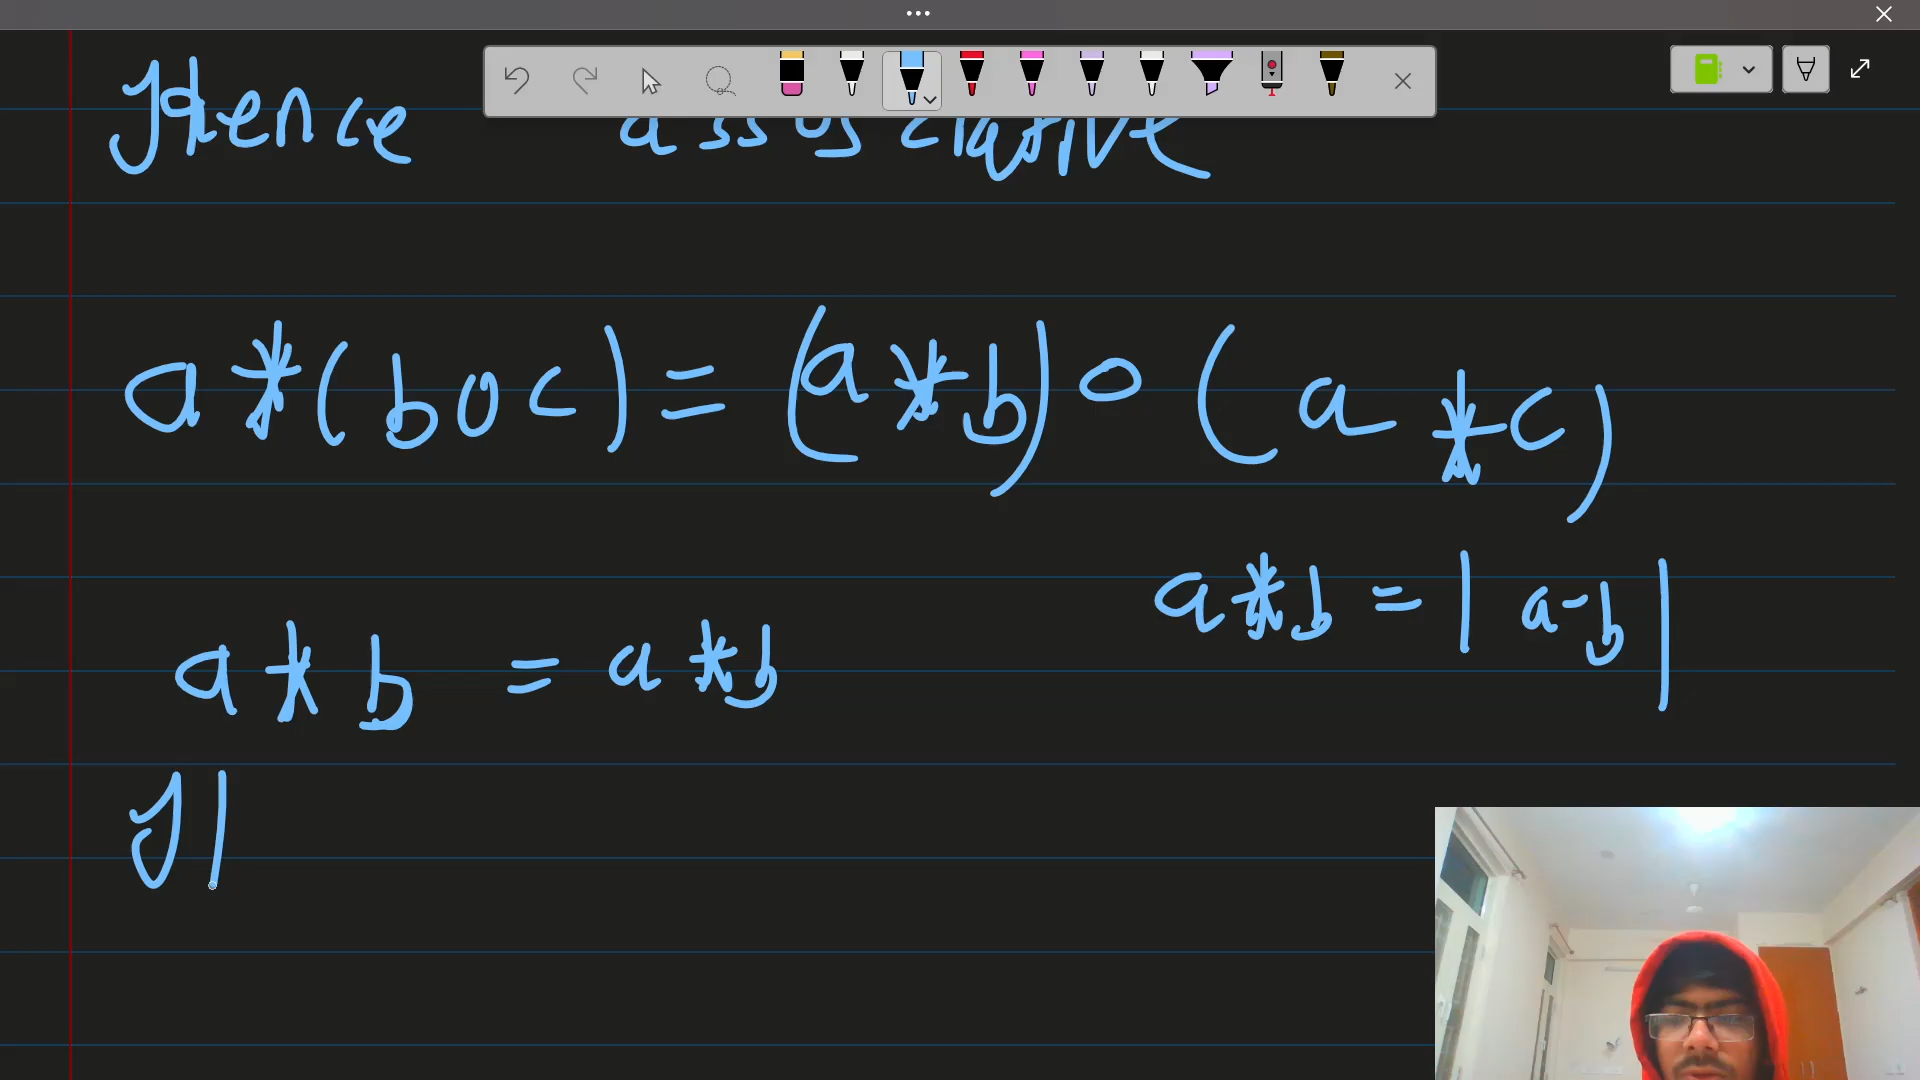 Hence associative
a*(boc) = (a*b) o (a*c)
a*b = |a-b|
a*b = a*b